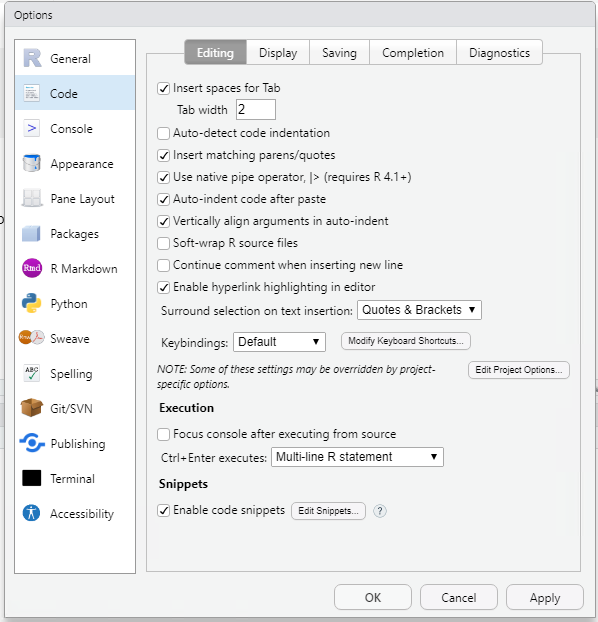 Options
General
Code
Console
Appearance
Pane Layout
Packages
Rmd R Markdown
Python
Rmd Sweave
ABC Spelling
Git/SVN
Publishing
Terminal
Accessibility
Editing Display Saving Completion Diagnostics
Insert spaces for Tab
Tab width 2
Auto-detect code indentation
Insert matching parens/quotes
Use native pipe operator, |> (requires R 4.1+)
Auto-indent code after paste
Vertically align arguments in auto-indent
Soft-wrap R source files
Continue comment when inserting new line
Enable hyperlink highlighting in editor
Surround selection on text insertion: Quotes & Brackets
Keybindings: Default Modify Keyboard Shortcuts...
NOTE: Some of these settings may be overridden by project-
specific options. Edit Project Options...
Execution
Focus console after executing from source
Ctrl+Enter executes: Multi-line R statement
Snippets
Enable code snippets Edit Snippets... ?
OK Cancel Apply